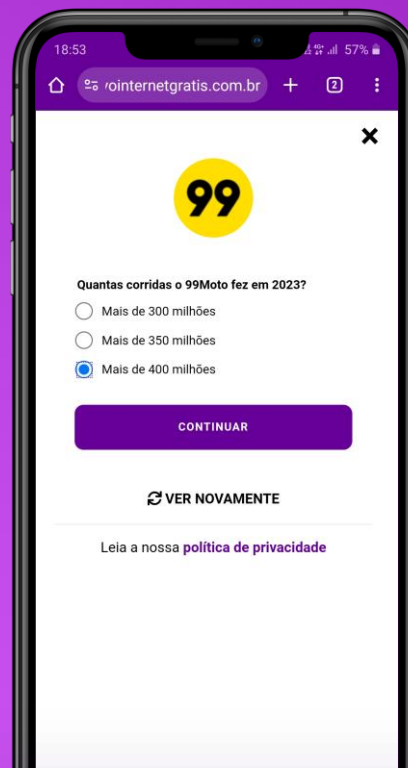 18:53
57%
vointernetgratis.com.br
2
99
Quantas corridas o 99Moto fez em 2023?
Mais de 300 milhões
Mais de 350 milhões
Mais de 400 milhões
CONTINUAR
VER NOVAMENTE
Leia a nossa política de privacidade